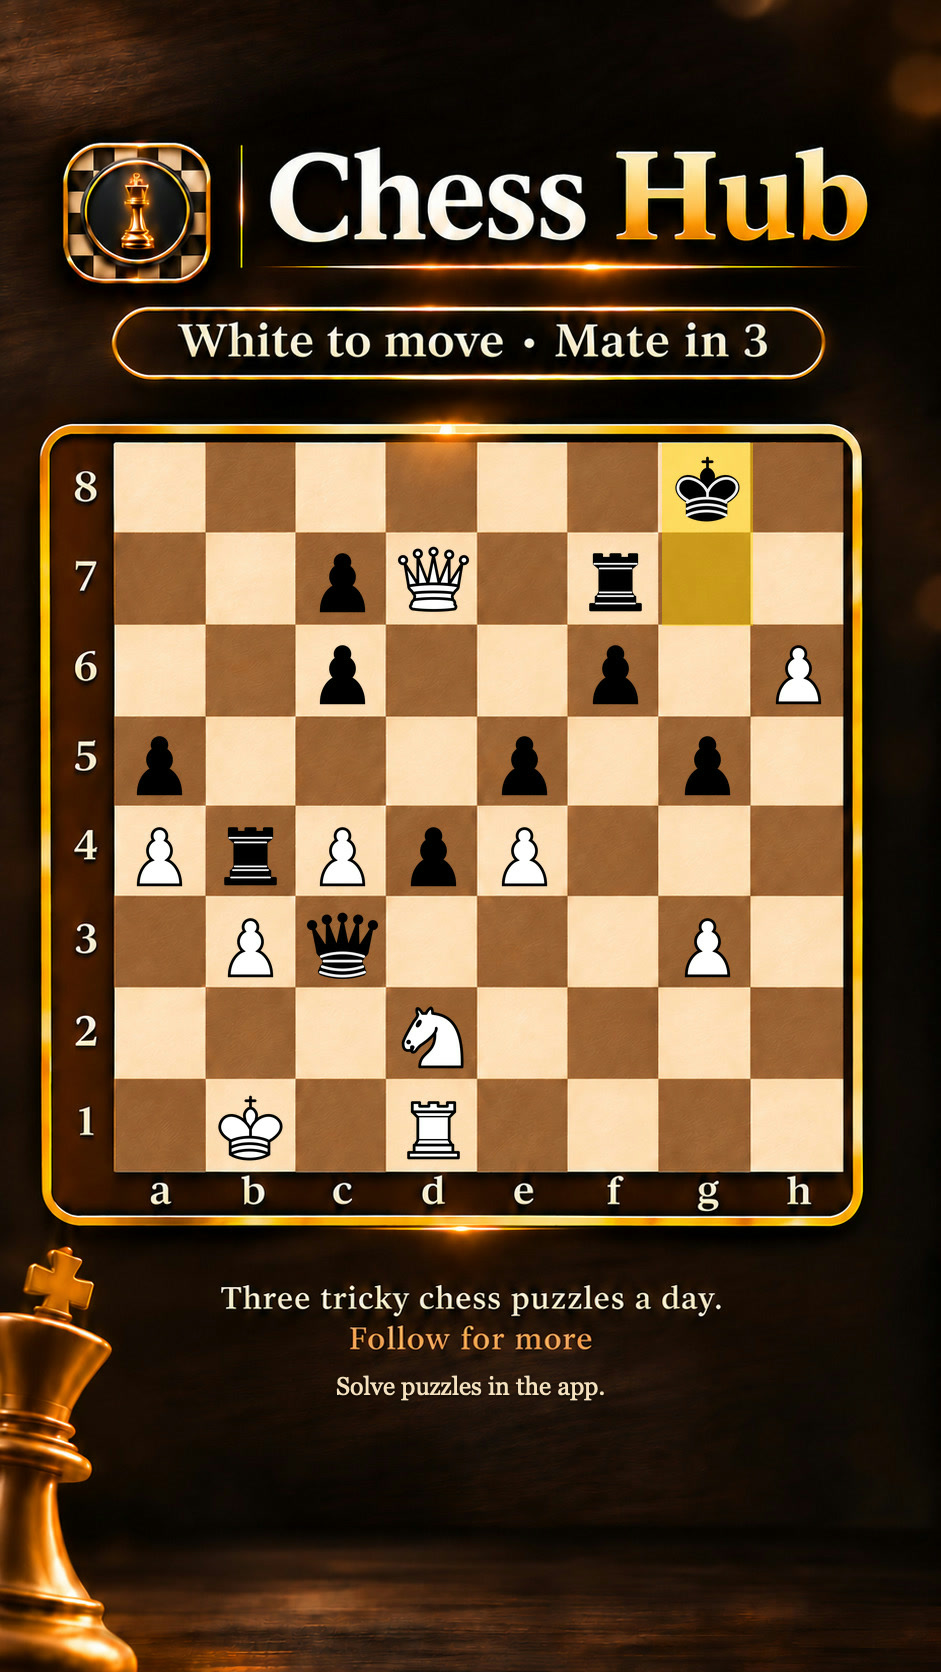 Chess Hub
White to move • Mate in 3
8
7
6
5
4
3
2
1
a b c d e f g h
Three tricky chess puzzles a day.
Follow for more
Solve puzzles in the app.